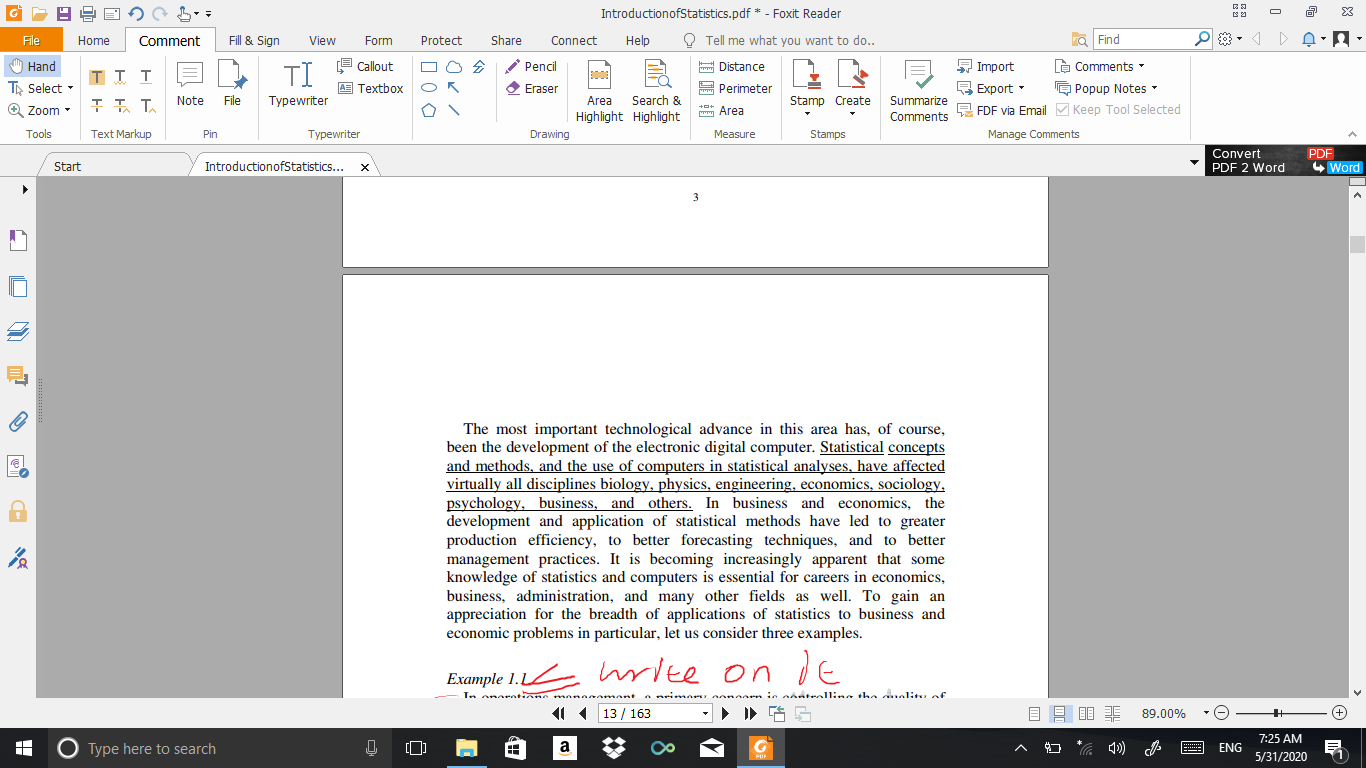 IntroductionofStatistics.pdf * - Foxit Reader
File Home Comment Fill & Sign View Form Protect Share Connect Help Tell me what you want to do.. Find
Hand
Select
Zoom
Tools
T T T
T T T
Text Markup
Note File
Pin
Typewriter
Callout
Textbox
Typewriter
Pencil
Eraser
Area Highlight
Search & Highlight
Drawing
Distance
Perimeter
Area
Measure
Stamp Create
Stamps
Summarize Comments
Import
Export
FDF via Email
Comments
Popup Notes
Keep Tool Selected
Manage Comments
Start IntroductionofStatistics... x
Convert PDF
PDF 2 Word Word
3
The most important technological advance in this area has, of course,
been the development of the electronic digital computer. Statistical concepts
and methods, and the use of computers in statistical analyses, have affected
virtually all disciplines biology, physics, engineering, economics, sociology,
psychology, business, and others. In business and economics, the
development and application of statistical methods have led to greater
production efficiency, to better forecasting techniques, and to better
management practices. It is becoming increasingly apparent that some
knowledge of statistics and computers is essential for careers in economics,
business, administration, and many other fields as well. To gain an
appreciation for the breadth of applications of statistics to business and
economic problems in particular, let us consider three examples.
Example 1.1 write on it
In operations management, a primary concern is controlling the quality of
13 / 163 89.00%
Type here to search
ENG
7:25 AM
5/31/2020
1